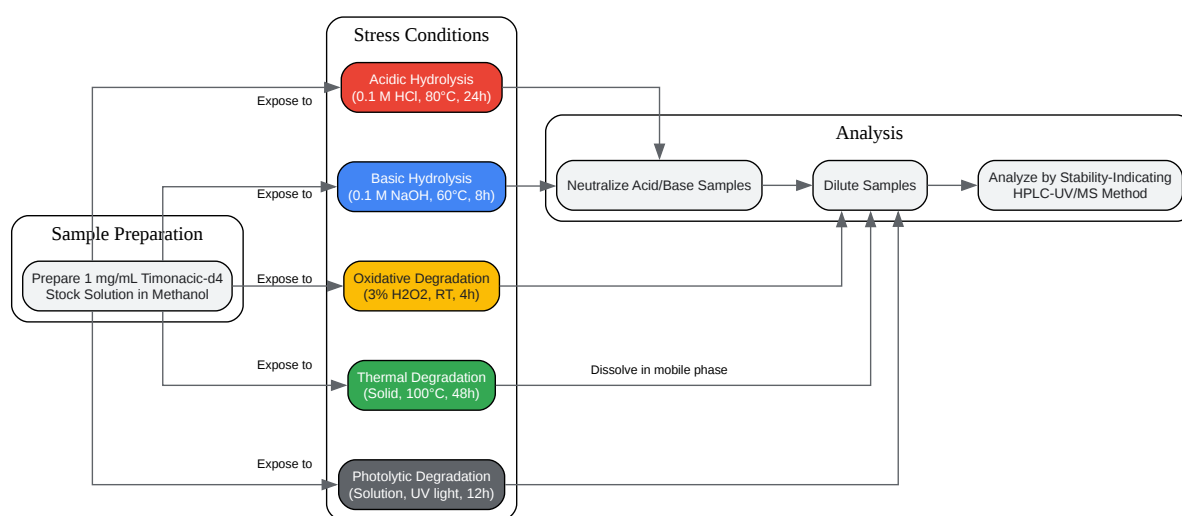 Stress Conditions
Acidic Hydrolysis
(0.1 M HCl, 80°C, 24h)
Expose to
Analysis
Basic Hydrolysis
(0.1 M NaOH, 60°C, 8h)
Expose to
Neutralize Acid/Base Samples
Dilute Samples
Analyze by Stability-Indicating
HPLC-UV/MS Method
Sample Preparation
Prepare 1 mg/mL Timonacic-d4
Stock Solution in Methanol
Expose to
Oxidative Degradation
(3% H2O2, RT, 4h)
Expose to
Thermal Degradation
(Solid, 100°C, 48h)
Dissolve in mobile phase
Expose to
Photolytic Degradation
(Solution, UV light, 12h)